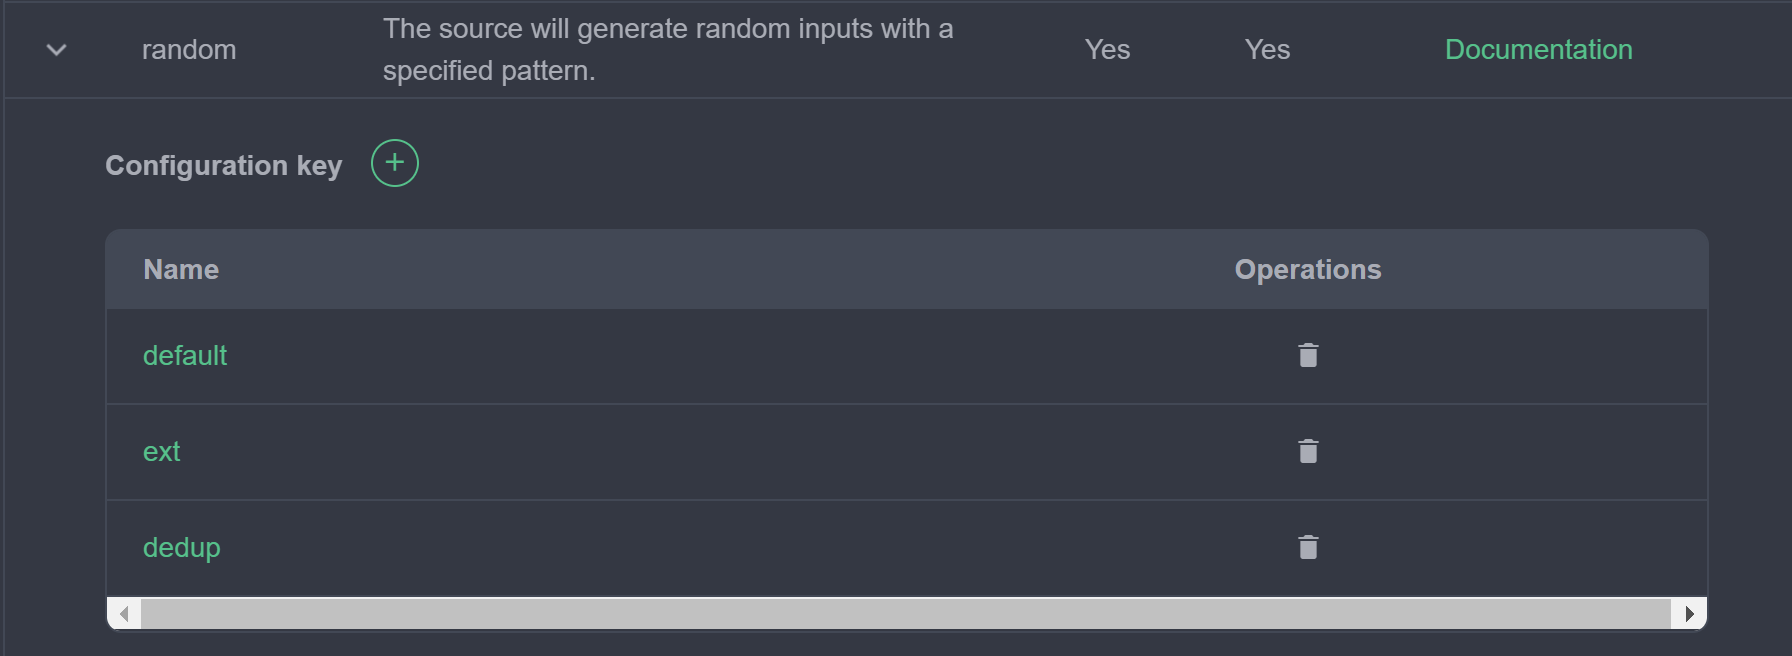 random
The source will generate random inputs with a
specified pattern.
Yes
Yes
Documentation
Configuration key
Name
Operations
default
ext
dedup